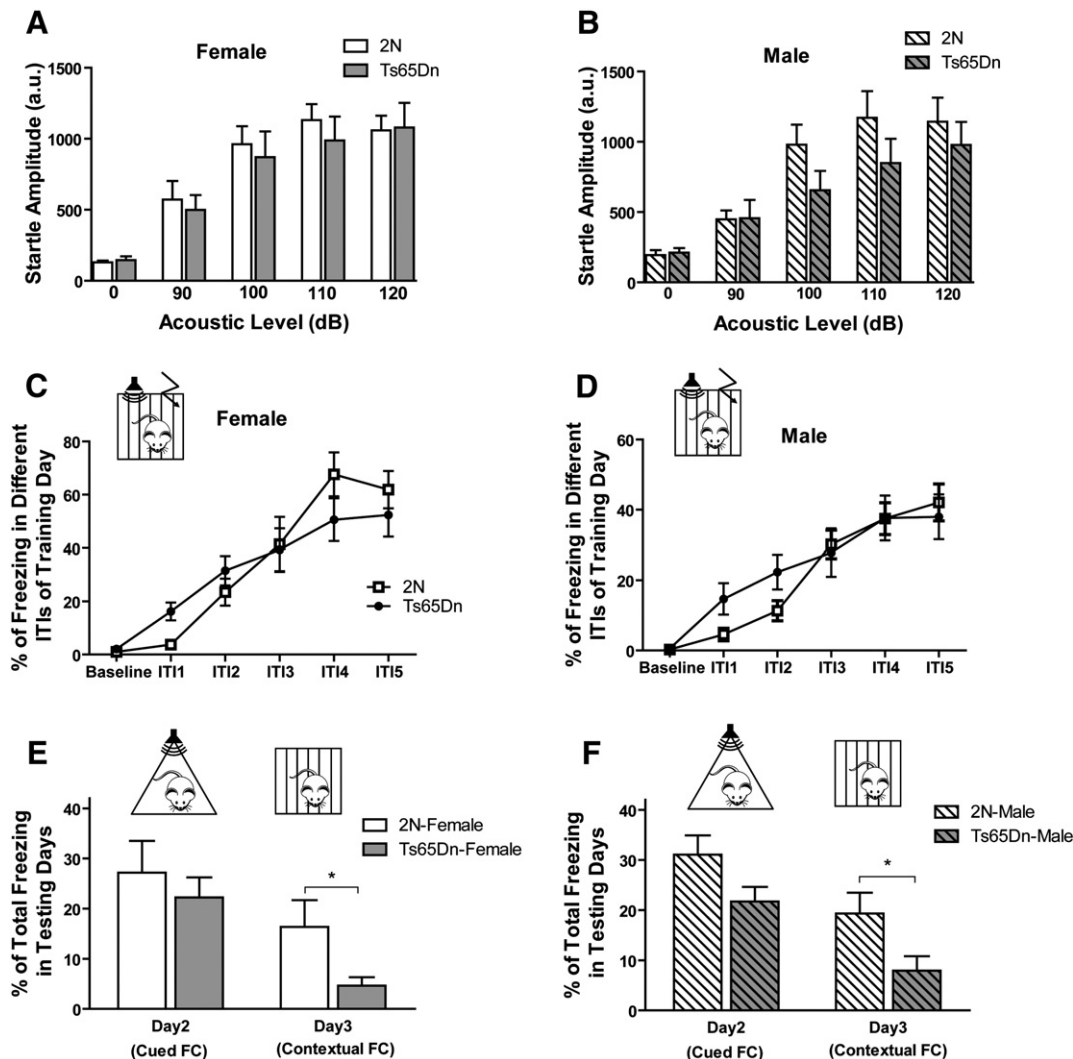 A
Female
2N
Ts65Dn
Startle Amplitude (a.u.)
1500
1000
500
0
0 90 100 110 120
Acoustic Level (dB)
B
Male
2N
Ts65Dn
Startle Amplitude (a.u.)
1500
1000
500
0
0 90 100 110 120
Acoustic Level (dB)
C
Female
% of Freezing in Different
ITIs of Training Day
80
60
40
20
0
2N
Ts65Dn
Baseline ITI1 ITI2 ITI3 ITI4 ITI5
D
Male
% of Freezing in Different
ITIs of Training Day
60
40
20
0
Baseline ITI1 ITI2 ITI3 ITI4 ITI5
E
% of Total Freezing
in Testing Days
40
30
20
10
0
2N-Female
Ts65Dn-Female
*
Day2 Day3
(Cued FC) (Contextual FC)
F
% of Total Freezing
in Testing Days
40
30
20
10
0
2N-Male
Ts65Dn-Male
*
Day2 Day3
(Cued FC) (Contextual FC)